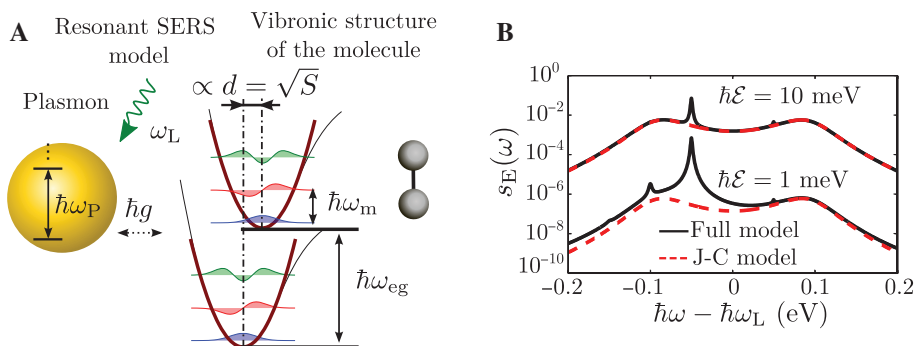 A
Resonant SERS
model
Vibronic structure
of the molecule
Plasmon
∝ d = √S
ω_L
ħω_P
ħg
ħω_m
ħω_eg
B
s_E(ω)
10^0
10^−2
10^−4
10^−6
10^−8
10^−10
ħℰ = 10 meV
ħℰ = 1 meV
Full model
J-C model
−0.2 −0.1 0 0.1 0.2
ħω − ħω_L (eV)